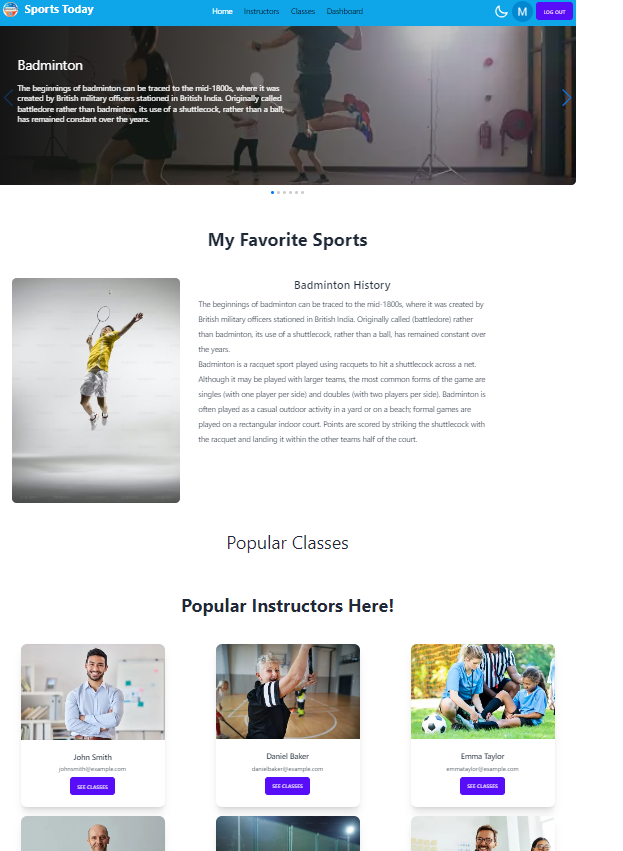 Sports Today
Home Instructors Classes Dashboard
M
LOG OUT
Badminton
The beginnings of badminton can be traced to the mid-1800s, where it was
created by British military officers stationed in British India. Originally called
battledore rather than badminton, its use of a shuttlecock, rather than a ball,
has remained constant over the years.
My Favorite Sports
Badminton History
The beginnings of badminton can be traced to the mid-1800s, where it was created by
British military officers stationed in British India. Originally called (battledore) rather
than badminton, its use of a shuttlecock, rather than a ball, has remained constant over
the years.
Badminton is a racquet sport played using racquets to hit a shuttlecock across a net.
Although it may be played with larger teams, the most common forms of the game are
singles (with one player per side) and doubles (with two players per side). Badminton is
often played as a casual outdoor activity in a yard or on a beach; formal games are
played on a rectangular indoor court. Points are scored by striking the shuttlecock with
the racquet and landing it within the other teams half of the court.
Popular Classes
Popular Instructors Here!
John Smith
johnsmith@example.com
SEE CLASSES
Daniel Baker
danielbaker@example.com
SEE CLASSES
Emma Taylor
emmataylor@example.com
SEE CLASSES